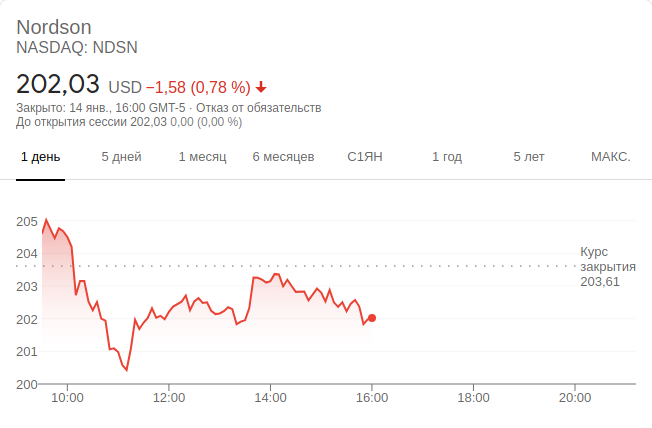 Nordson
NASDAQ: NDSN
202,03 USD −1,58 (0,78 %)
Закрыто: 14 янв., 16:00 GMT-5 · Отказ от обязательств
До открытия сессии 202,03 0,00 (0,00 %)
1 день 5 дней 1 месяц 6 месяцев С1ЯН 1 год 5 лет МАКС.
205
204
203
202
201
200
Курс
закрытия
203,61
10:00 12:00 14:00 16:00 18:00 20:00